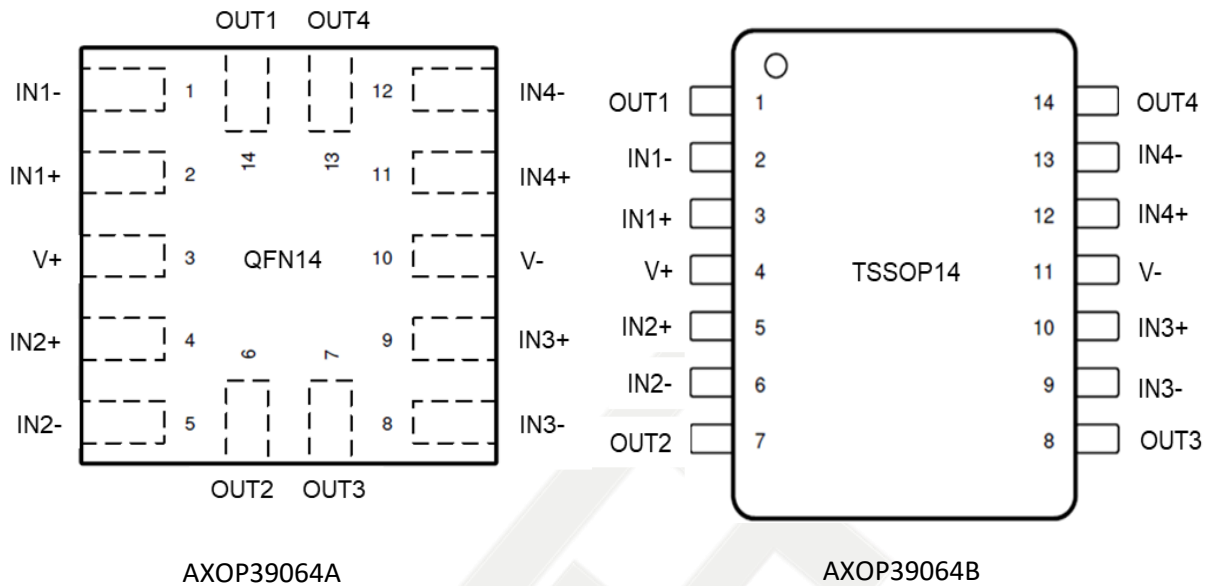 OUT1 OUT4
IN1- 1 12 IN4-
14 13
IN1+ 2 11 IN4+
V+ 3 QFN14 10 V-
IN2+ 4 9 IN3+
6 7
IN2- 5 8 IN3-
OUT2 OUT3
AXOP39064A
OUT1 1 14 OUT4
IN1- 2 13 IN4-
IN1+ 3 12 IN4+
V+ 4 TSSOP14 11 V-
IN2+ 5 10 IN3+
IN2- 6 9 IN3-
OUT2 7 8 OUT3
AXOP39064B